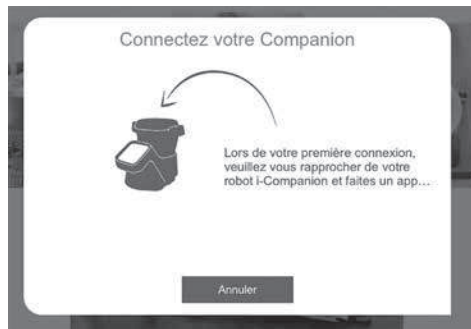 Connectez votre Companion
Lors de votre première connexion,
veuillez vous rapprocher de votre
robot i-Companion et faites un app...
Annuler